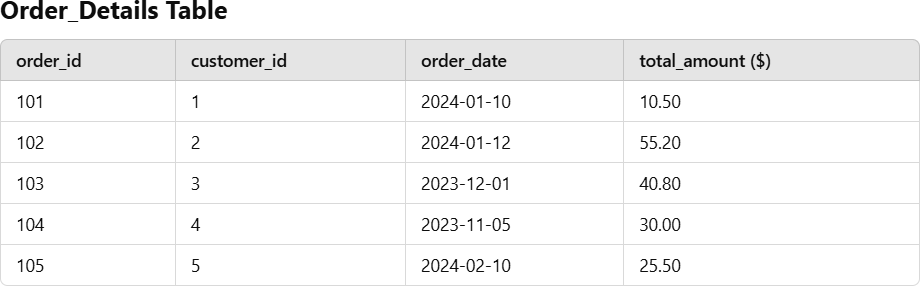 Order_Details Table
order_id customer_id order_date total_amount ($)
101 1 2024-01-10 10.50
102 2 2024-01-12 55.20
103 3 2023-12-01 40.80
104 4 2023-11-05 30.00
105 5 2024-02-10 25.50